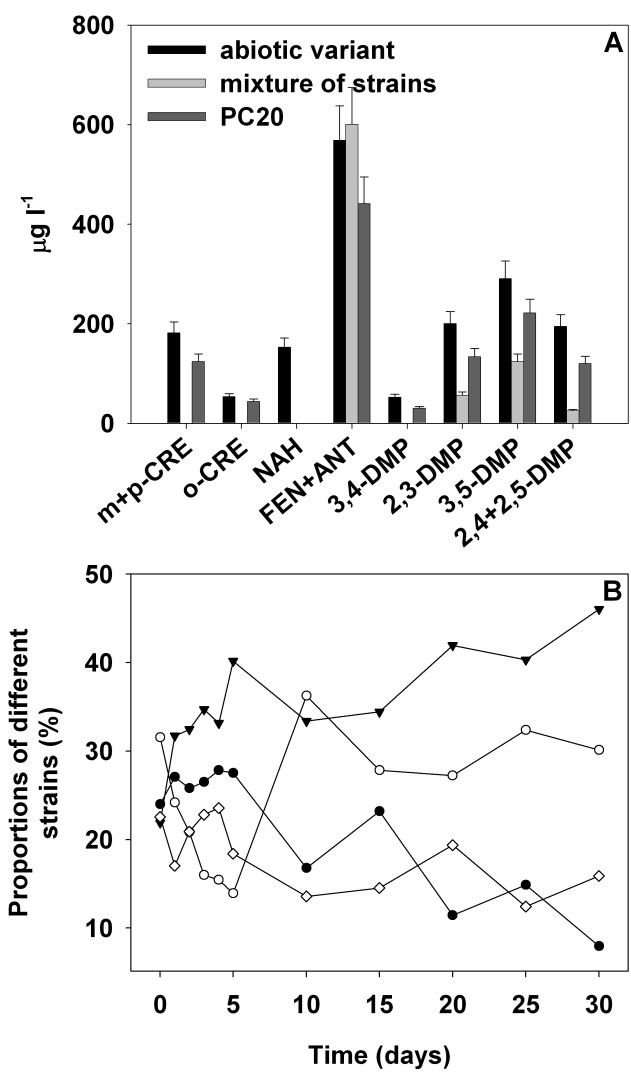 A
abiotic variant
mixture of strains
PC20
µg l-1
800
600
400
200
0
m+p-CRE
o-CRE
NAH
FEN+ANT
3,4-DMP
2,3-DMP
3,5-DMP
2,4+2,5-DMP
B
Proportions of different
strains (%)
50
40
30
20
10
0 5 10 15 20 25 30
Time (days)